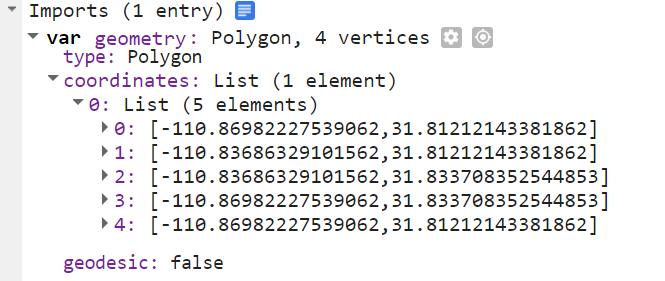 Imports (1 entry)
var geometry: Polygon, 4 vertices
type: Polygon
coordinates: List (1 element)
0: List (5 elements)
0: [-110.86982227539062,31.81212143381862]
1: [-110.83686329101562,31.81212143381862]
2: [-110.83686329101562,31.833708352544853]
3: [-110.86982227539062,31.833708352544853]
4: [-110.86982227539062,31.81212143381862]
geodesic: false